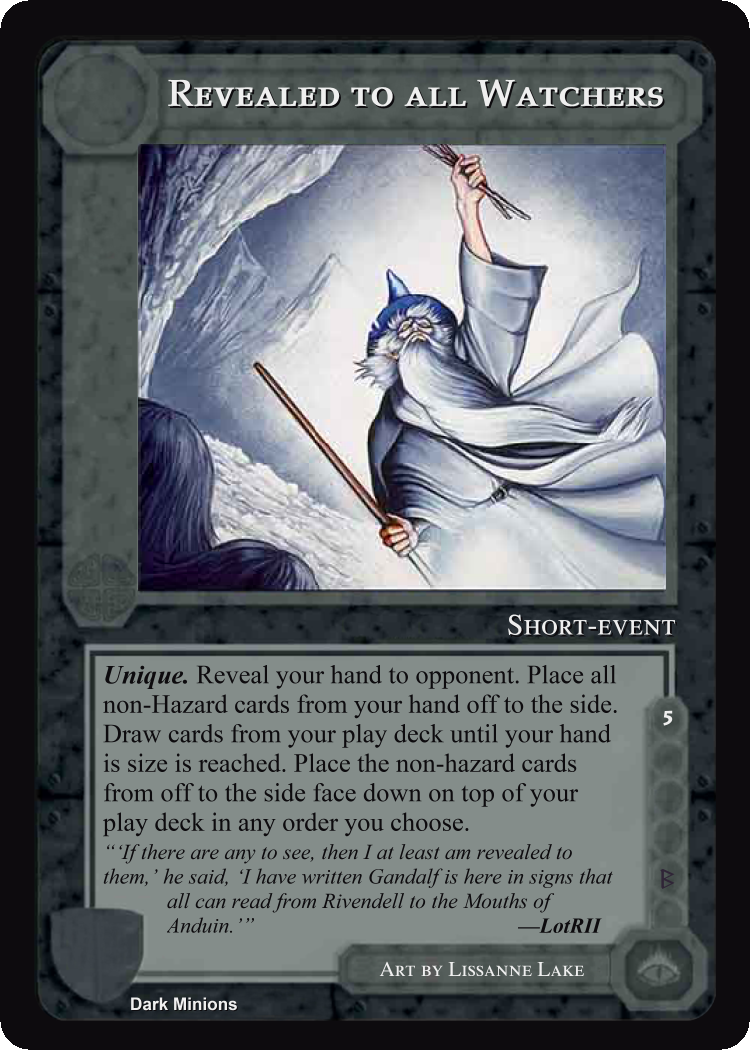 Revealed to all Watchers
Short-event
Unique. Reveal your hand to opponent. Place all
non-Hazard cards from your hand off to the side.
Draw cards from your play deck until your hand
is size is reached. Place the non-hazard cards
from off to the side face down on top of your
play deck in any order you choose.
5
“‘If there are any to see, then I at least am revealed to
them,’ he said, ‘I have written Gandalf is here in signs that
all can read from Rivendell to the Mouths of
Anduin.’”
—LotRII
B
Art by Lissanne Lake
Dark Minions